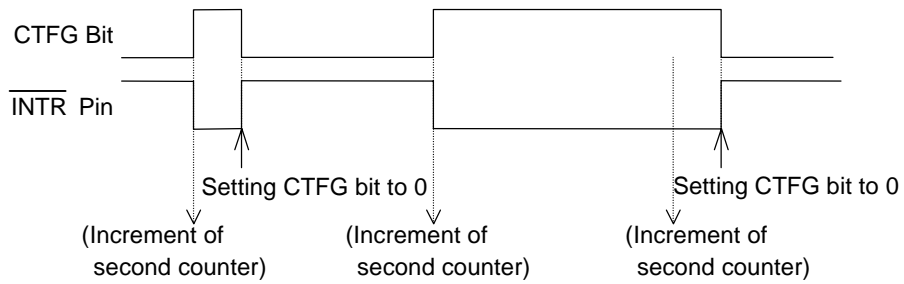 CTFG Bit
INTR Pin
Setting CTFG bit to 0
Setting CTFG bit to 0
(Increment of
second counter)
(Increment of
second counter)
(Increment of
second counter)